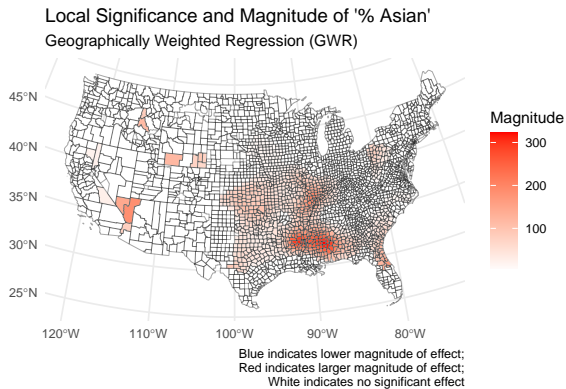 Local Significance and Magnitude of '% Asian'
Geographically Weighted Regression (GWR)
45°N
40°N
35°N
30°N
25°N
120°W
110°W
100°W
90°W
80°W
Magnitude
300
200
100
Blue indicates lower magnitude of effect;
Red indicates larger magnitude of effect;
White indicates no significant effect